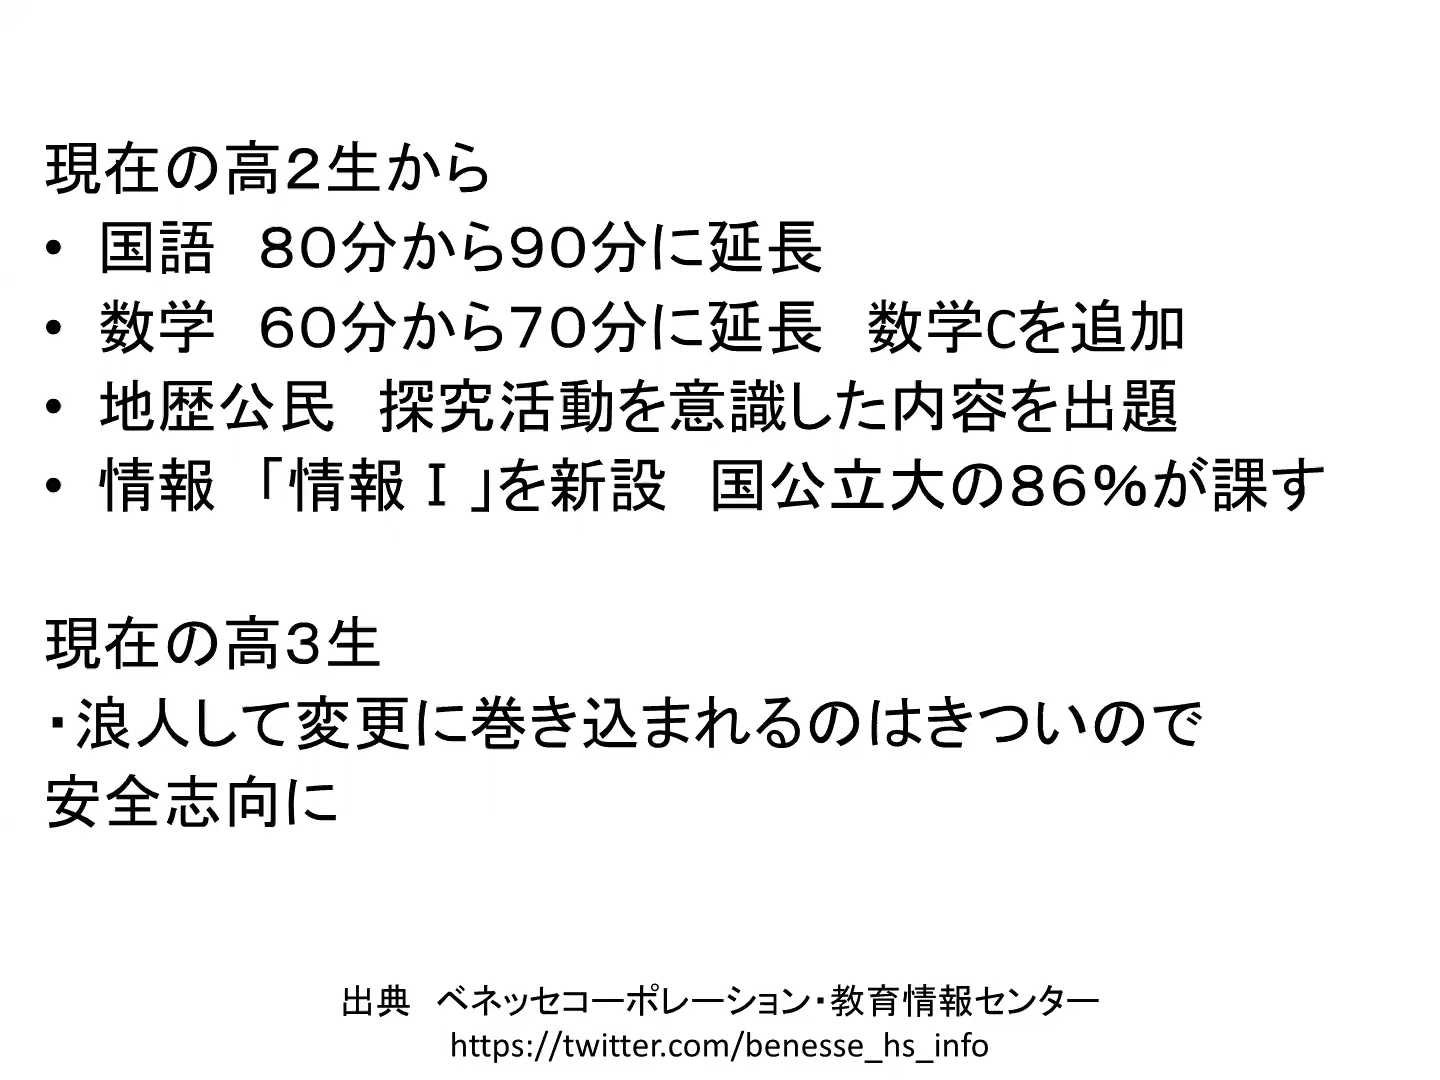 現在の高２生から
• 国語　８０分から９０分に延長
• 数学　６０分から７０分に延長　数学Cを追加
• 地歴公民　探究活動を意識した内容を出題
• 情報　「情報Ⅰ」を新設　国公立大の８６％が課す
現在の高３生
・浪人して変更に巻き込まれるのはきついので
安全志向に
出典　ベネッセコーポレーション・教育情報センター
https://twitter.com/benesse_hs_info